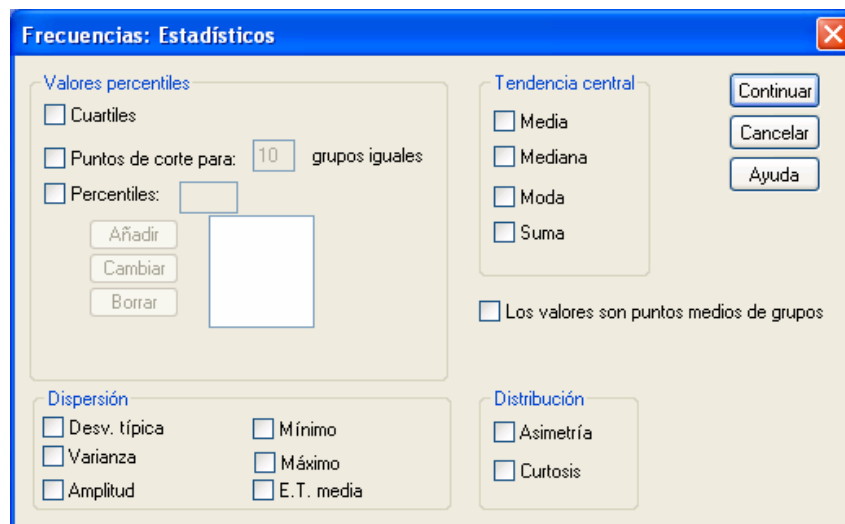 Frecuencias: Estadísticos
Valores percentiles
Cuartiles
Puntos de corte para: 10 grupos iguales
Percentiles:
Añadir
Cambiar
Borrar
Tendencia central
Media
Mediana
Moda
Suma
Continuar
Cancelar
Ayuda
Los valores son puntos medios de grupos
Dispersión
Desv. típica
Varianza
Amplitud
Mínimo
Máximo
E.T. media
Distribución
Asimetría
Curtosis